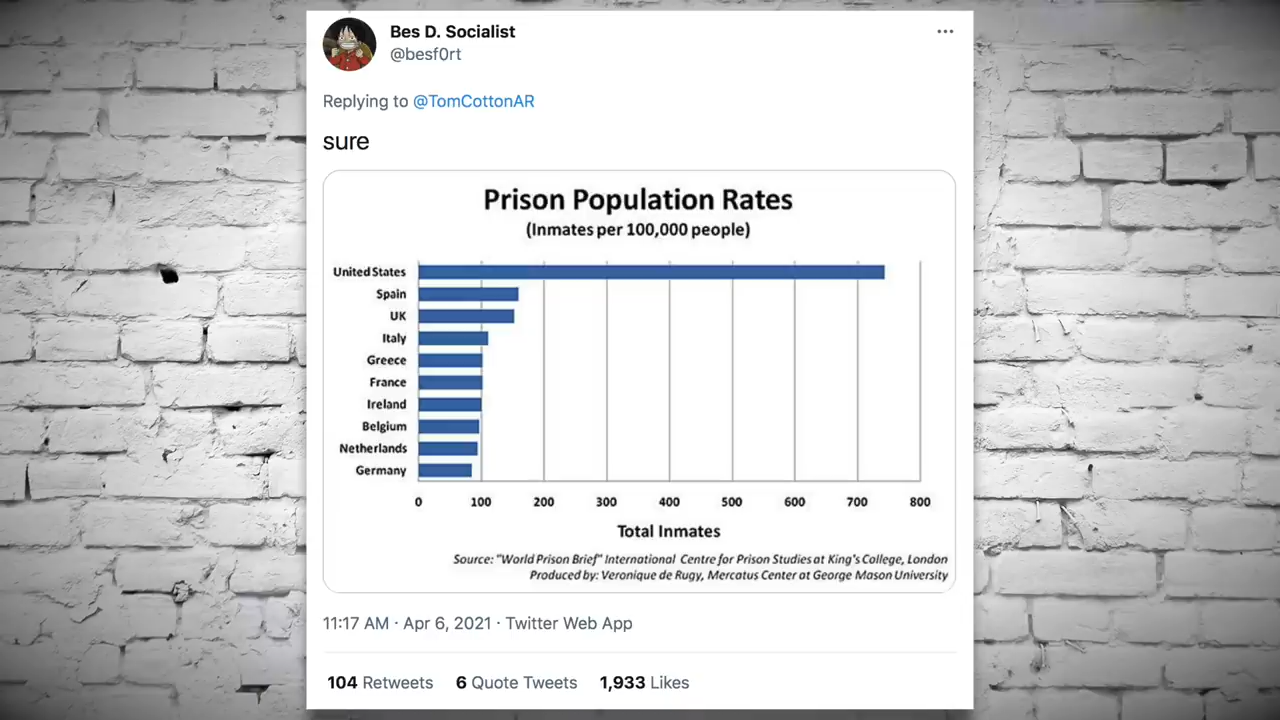 Bes D. Socialist
@besf0rt
Replying to @TomCottonAR
sure
Prison Population Rates
(Inmates per 100,000 people)
United States
Spain
UK
Italy
Greece
France
Ireland
Belgium
Netherlands
Germany
0 100 200 300 400 500 600 700 800
Total Inmates
Source: "World Prison Brief" International Centre for Prison Studies at King's College, London
Produced by: Veronique de Rugy, Mercatus Center at George Mason University
11:17 AM · Apr 6, 2021 · Twitter Web App
104 Retweets 6 Quote Tweets 1,933 Likes